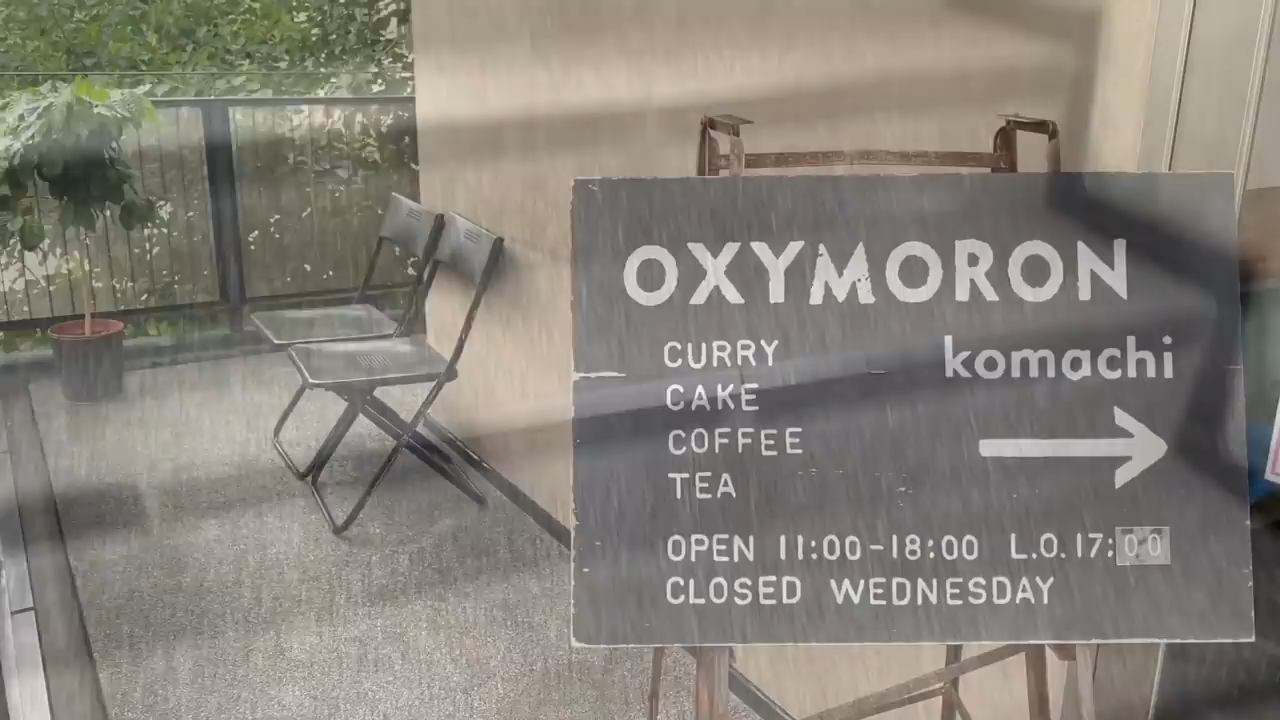 OXYMORON
komachi
CURRY
CAKE
COFFEE
TEA
OPEN 11:00-18:00 L.O.17:00
CLOSED WEDNESDAY